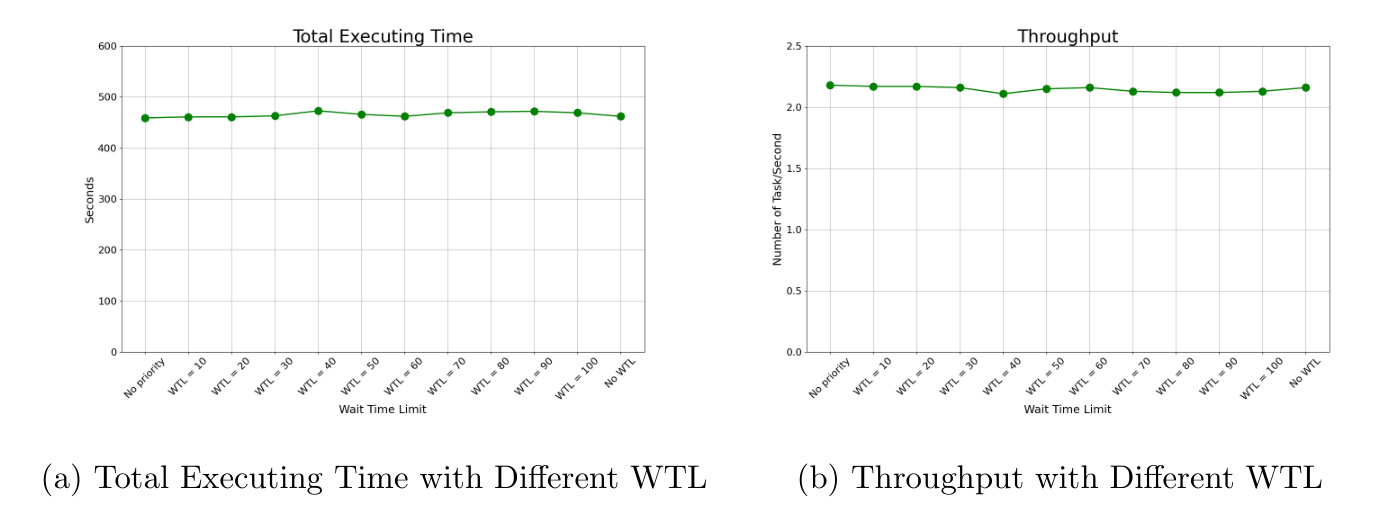 Total Executing Time
600
500
400
300
200
100
0
Seconds
No priority
WTL = 10
WTL = 20
WTL = 30
WTL = 40
WTL = 50
WTL = 60
WTL = 70
WTL = 80
WTL = 90
WTL = 100
No WTL
Wait Time Limit
(a) Total Executing Time with Different WTL
Throughput
2.5
2.0
1.5
1.0
0.5
0.0
Number of Task/Second
No priority
WTL = 10
WTL = 20
WTL = 30
WTL = 40
WTL = 50
WTL = 60
WTL = 70
WTL = 80
WTL = 90
WTL = 100
No WTL
Wait Time Limit
(b) Throughput with Different WTL